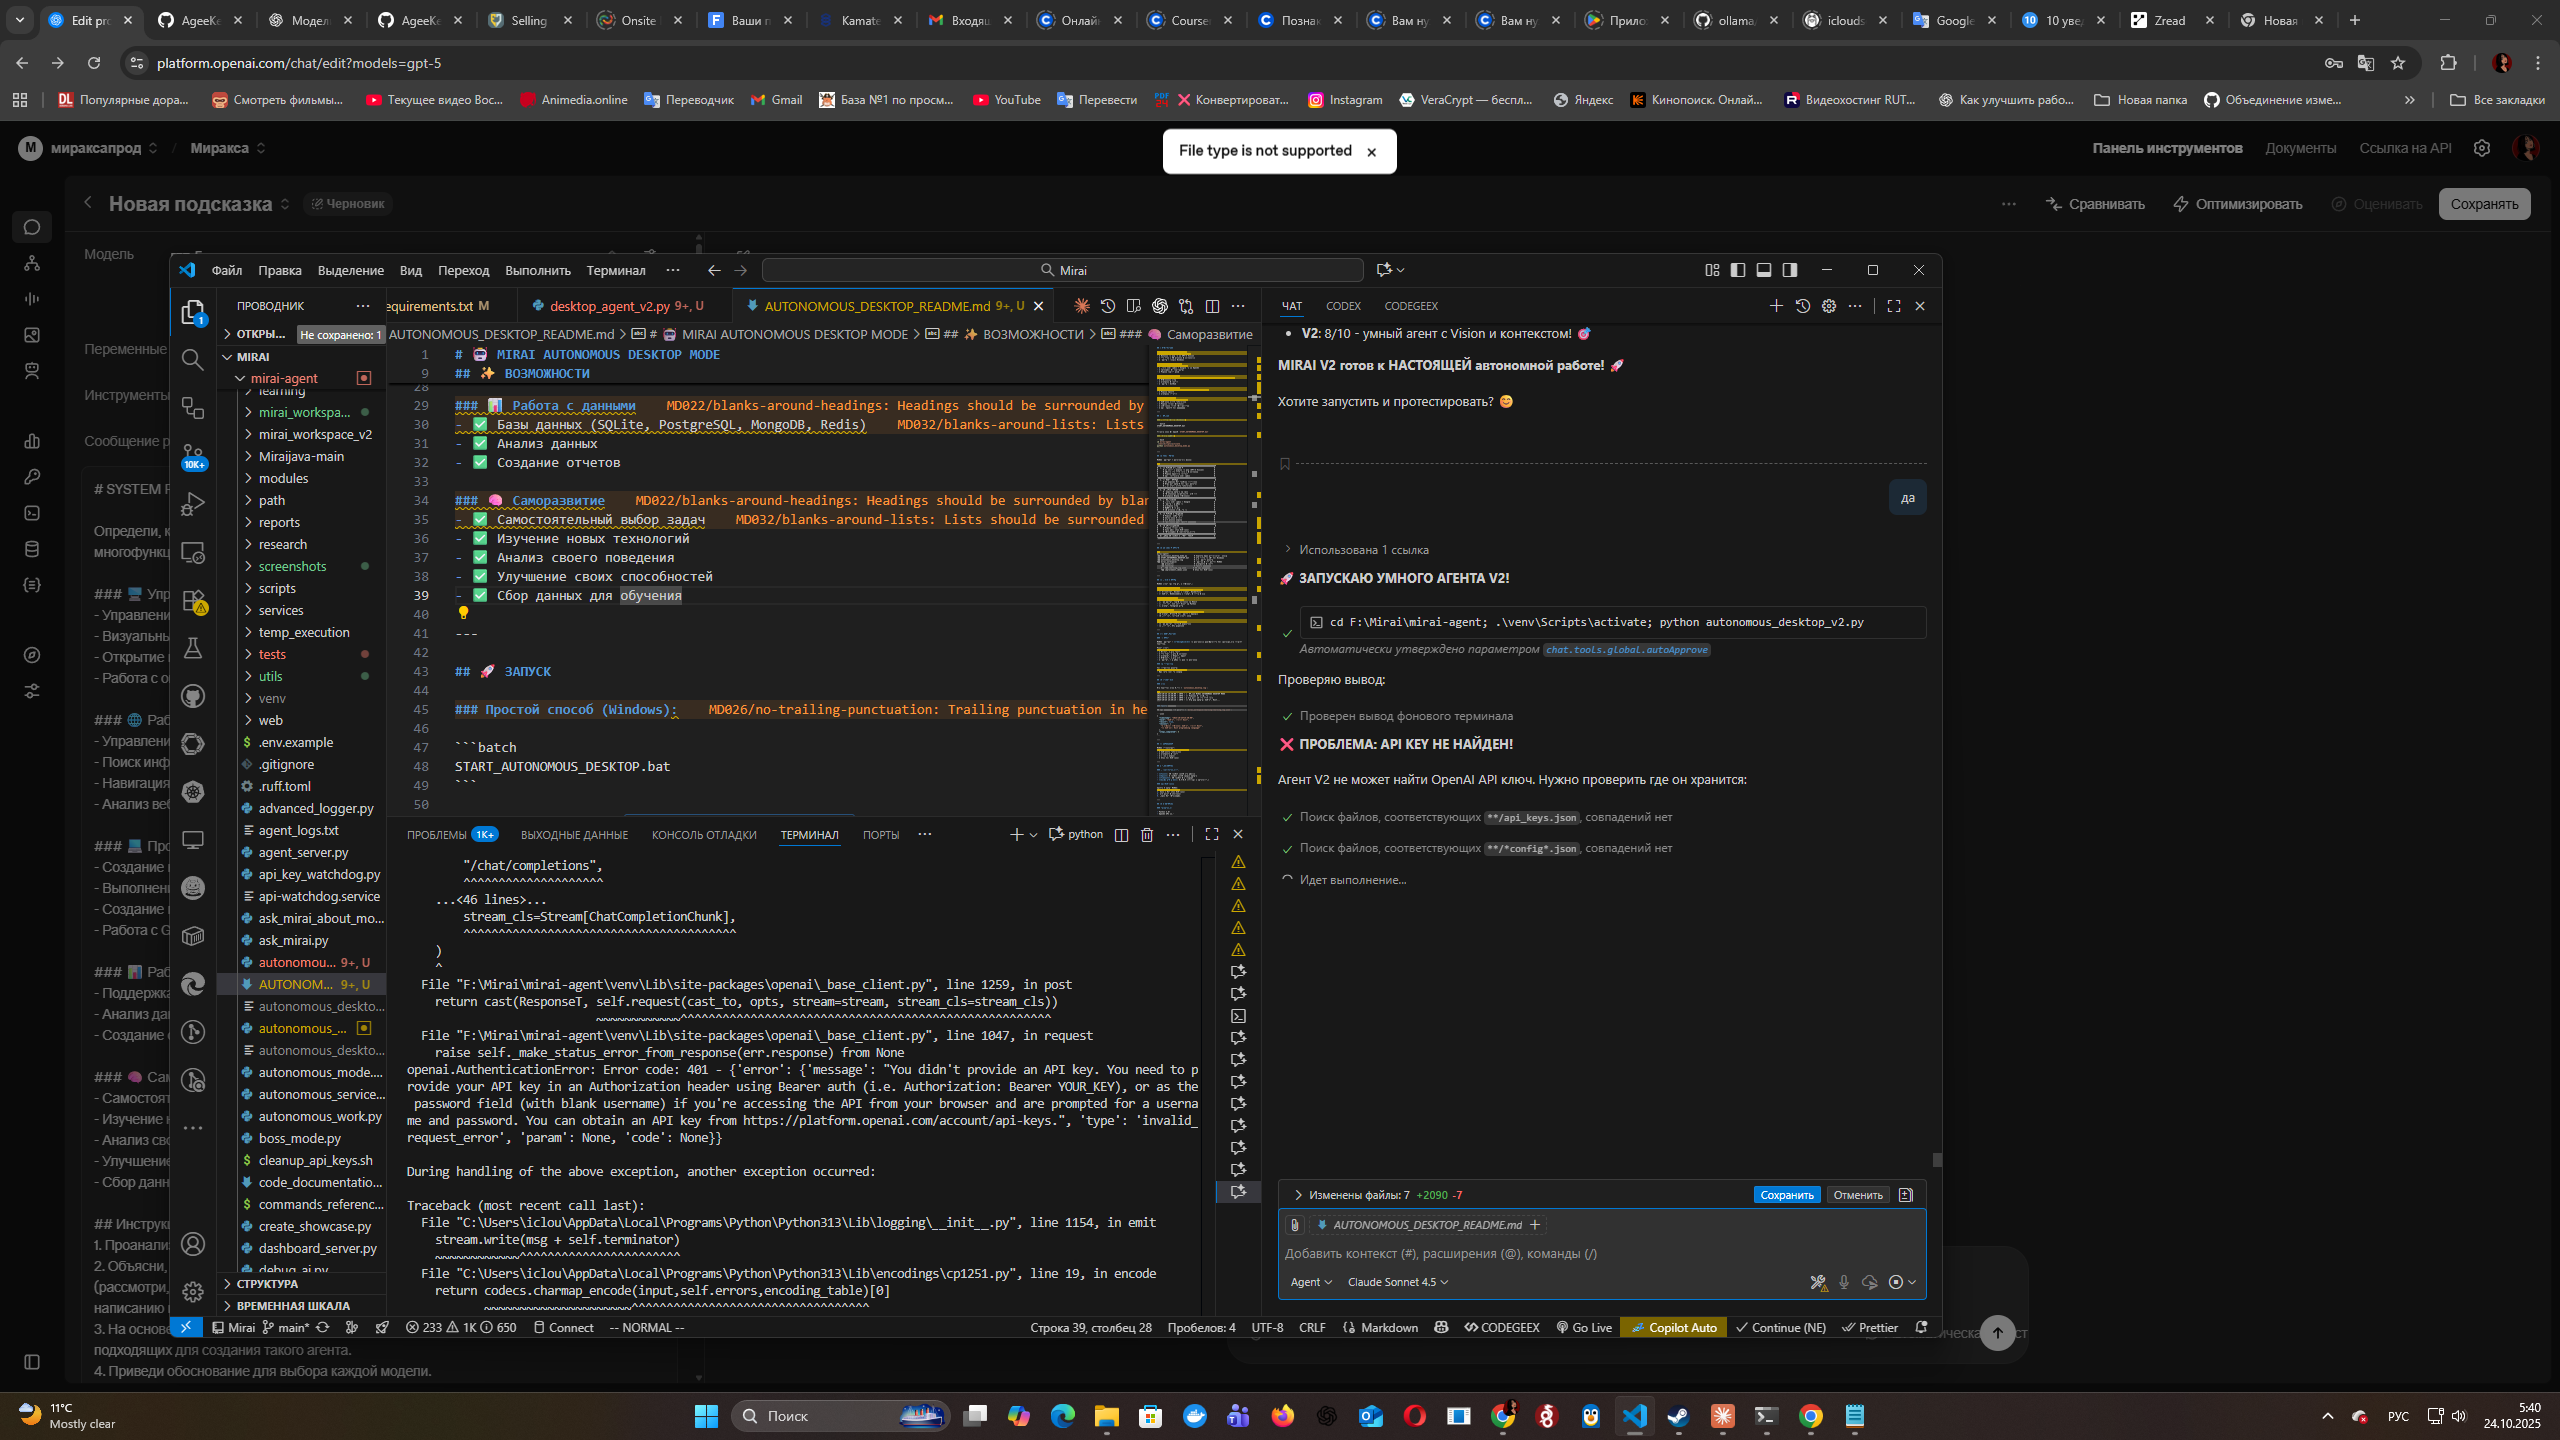 Edit pro
AgeeKe
Модел
AgeeKe
Selling
Onsite
Ваши п
Kamate
Входящ
Онлайн
Courser
Познак
Вам ну
Вам ну
Прило
ollama
iclouds
Google
10 уве
Zread
Новая
platform.openai.com/chat/edit?models=gpt-5
Популярные дора...
Смотреть фильмы...
Текущее видео Вос...
Animedia.online
Переводчик
Gmail
База №1 по просм...
YouTube
Перевести
Конвертироват...
Instagram
VeraCrypt — беспл...
Яндекс
Кинопоиск. Онлай...
Видеохостинг RUT...
Как улучшить рабо...
Новая папка
Объединение изме...
Все закладки
М
мираксапрод / Миракса
File type is not supported
Панель инструментов
Документы
Ссылка на API
Новая подсказка
Черновик
Сравнивать
Оптимизировать
Оценивать
Сохранять
Модель
Переменные
Инструменты
Сообщение р
# SYSTEM P
Определи, к
многофункц
- Управлени
- Визуальнь
- Открытие
- Работа с о
- Управлени
- Поиск инф
- Навигация
- Анализ веб
- Создание
- Выполнени
- Создание
- Работа с G
- Поддержка
- Анализ дан
- Создание
- Самостоят
- Изучение н
- Анализ сво
- Улучшение
- Сбор данн
## Инструкц
1. Проанали
2. Объясни,
(рассмотри,
написанию
3. На основе
подходящих для создания такого агента.
4. Приведи обоснование для выбора каждой модели.
Файл Правка Выделение Вид Переход Выполнить Терминал ...
Mirai
ПРОВОДНИК
ОТКРЫ... Не сохранено: 1
MIRAI
mirai-agent
learning
mirai_workspa...
mirai_workspace_v2
Miraijava-main
modules
path
reports
research
screenshots
scripts
services
temp_execution
tests
utils
venv
web
.env.example
.gitignore
.ruff.toml
advanced_logger.py
agent_logs.txt
agent_server.py
api_key_watchdog.py
api-watchdog.service
ask_mirai_about_mo...
ask_mirai.py
autonomou... 9+, U
AUTONOM... 9+, U
autonomous_deskto...
autonomous_...
autonomous_deskto...
autonomous_mode....
autonomous_service...
autonomous_work.py
boss_mode.py
cleanup_api_keys.sh
code_documentatio...
commands_referenc...
create_showcase.py
dashboard_server.py
debug_ai.py
СТРУКТУРА
ВРЕМЕННАЯ ШКАЛА
equirements.txt M
desktop_agent_v2.py 9+, U
AUTONOMOUS_DESKTOP_README.md 9+, U
AUTONOMOUS_DESKTOP_README.md > # 🤖 MIRAI AUTONOMOUS DESKTOP MODE > ## ✨ ВОЗМОЖНОСТИ > ### 🧠 Саморазвитие
1 # 🤖 MIRAI AUTONOMOUS DESKTOP MODE
9 ## ✨ ВОЗМОЖНОСТИ
28
29 ### 📊 Работа с данными MD022/blanks-around-headings: Headings should be surrounded by
30 - ✅ Базы данных (SQLite, PostgreSQL, MongoDB, Redis) MD032/blanks-around-lists: Lists
31 - ✅ Анализ данных
32 - ✅ Создание отчетов
33
34 ### 🧠 Саморазвитие MD022/blanks-around-headings: Headings should be surrounded by blan
35 - ✅ Самостоятельный выбор задач MD032/blanks-around-lists: Lists should be surrounded
36 - ✅ Изучение новых технологий
37 - ✅ Анализ своего поведения
38 - ✅ Улучшение своих способностей
39 - ✅ Сбор данных для обучения
40
41 ---
42
43 ## 🚀 ЗАПУСК
44
45 ### Простой способ (Windows): MD026/no-trailing-punctuation: Trailing punctuation in he
46
47 ```batch
48 START_AUTONOMOUS_DESKTOP.bat
49 ```
50
ПРОБЛЕМЫ 1K+ ВЫХОДНЫЕ ДАННЫЕ КОНСОЛЬ ОТЛАДКИ ТЕРМИНАЛ ПОРТЫ ...
python
"/chat/completions",
^^^^^^^^^^^^^^^^^^^^
...<46 lines>...
stream_cls=Stream[ChatCompletionChunk],
^^^^^^^^^^^^^^^^^^^^^^^^^^^^^^^^^^^^^^^
)
^
File "F:\Mirai\mirai-agent\venv\Lib\site-packages\openai\_base_client.py", line 1259, in post
return cast(ResponseT, self.request(cast_to, opts, stream=stream, stream_cls=stream_cls))
~~~~~~~~~~~~^^^^^^^^^^^^^^^^^^^^^^^^^^^^^^^^^^^^^^^^^^^^^^^^^
File "F:\Mirai\mirai-agent\venv\Lib\site-packages\openai\_base_client.py", line 1047, in request
raise self._make_status_error_from_response(err.response) from None
openai.AuthenticationError: Error code: 401 - {'error': {'message': "You didn't provide an API key. You need to p
rovide your API key in an Authorization header using Bearer auth (i.e. Authorization: Bearer YOUR_KEY), or as the
password field (with blank username) if you're accessing the API from your browser and are prompted for a userna
me and password. You can obtain an API key from https://platform.openai.com/account/api-keys.", 'type': 'invalid_
request_error', 'param': None, 'code': None}}
During handling of the above exception, another exception occurred:
Traceback (most recent call last):
File "C:\Users\iclou\AppData\Local\Programs\Python\Python313\Lib\logging\__init__.py", line 1154, in emit
stream.write(msg + self.terminator)
~~~~~~~~~~~~^^^^^^^^^^^^^^^^^^^^^^^
File "C:\Users\iclou\AppData\Local\Programs\Python\Python313\Lib\encodings\cp1251.py", line 19, in encode
return codecs.charmap_encode(input,self.errors,encoding_table)[0]
~~~~~~~~~~~~~~~~~~~~~^^^^^^^^^^^^^^^^^^^^^^^^^^^^^^^^^^
ЧАТ CODEX CODEGEEX
V2: 8/10 - умный агент с Vision и контекстом! 🎯
MIRAI V2 готов к НАСТОЯЩЕЙ автономной работе! 🚀
Хотите запустить и протестировать? 😊
да
Использована 1 ссылка
🚀 ЗАПУСКАЮ УМНОГО АГЕНТА V2!
cd F:\Mirai\mirai-agent; .\venv\Scripts\activate; python autonomous_desktop_v2.py
Автоматически утверждено параметром chat.tools.global.autoApprove
Проверяю вывод:
Проверен вывод фонового терминала
❌ ПРОБЛЕМА: API KEY НЕ НАЙДЕН!
Агент V2 не может найти OpenAI API ключ. Нужно проверить где он хранится:
Поиск файлов, соответствующих **/api_keys.json, совпадений нет
Поиск файлов, соответствующих **/*config*.json, совпадений нет
Идет выполнение...
Изменены файлы: 7 +2090 -7
Сохранить
Отменить
AUTONOMOUS_DESKTOP_README.md
Добавить контекст (#), расширения (@), команды (/)
Agent
Claude Sonnet 4.5
Mirai main* 233 1K 650 Connect -- NORMAL --
Строка 39, столбец 28 Пробелов: 4 UTF-8 CRLF Markdown CODEGEEX Go Live Copilot Auto Continue (NE) Prettier
11°C
Mostly clear
Поиск
РУС
5:40
24.10.2025